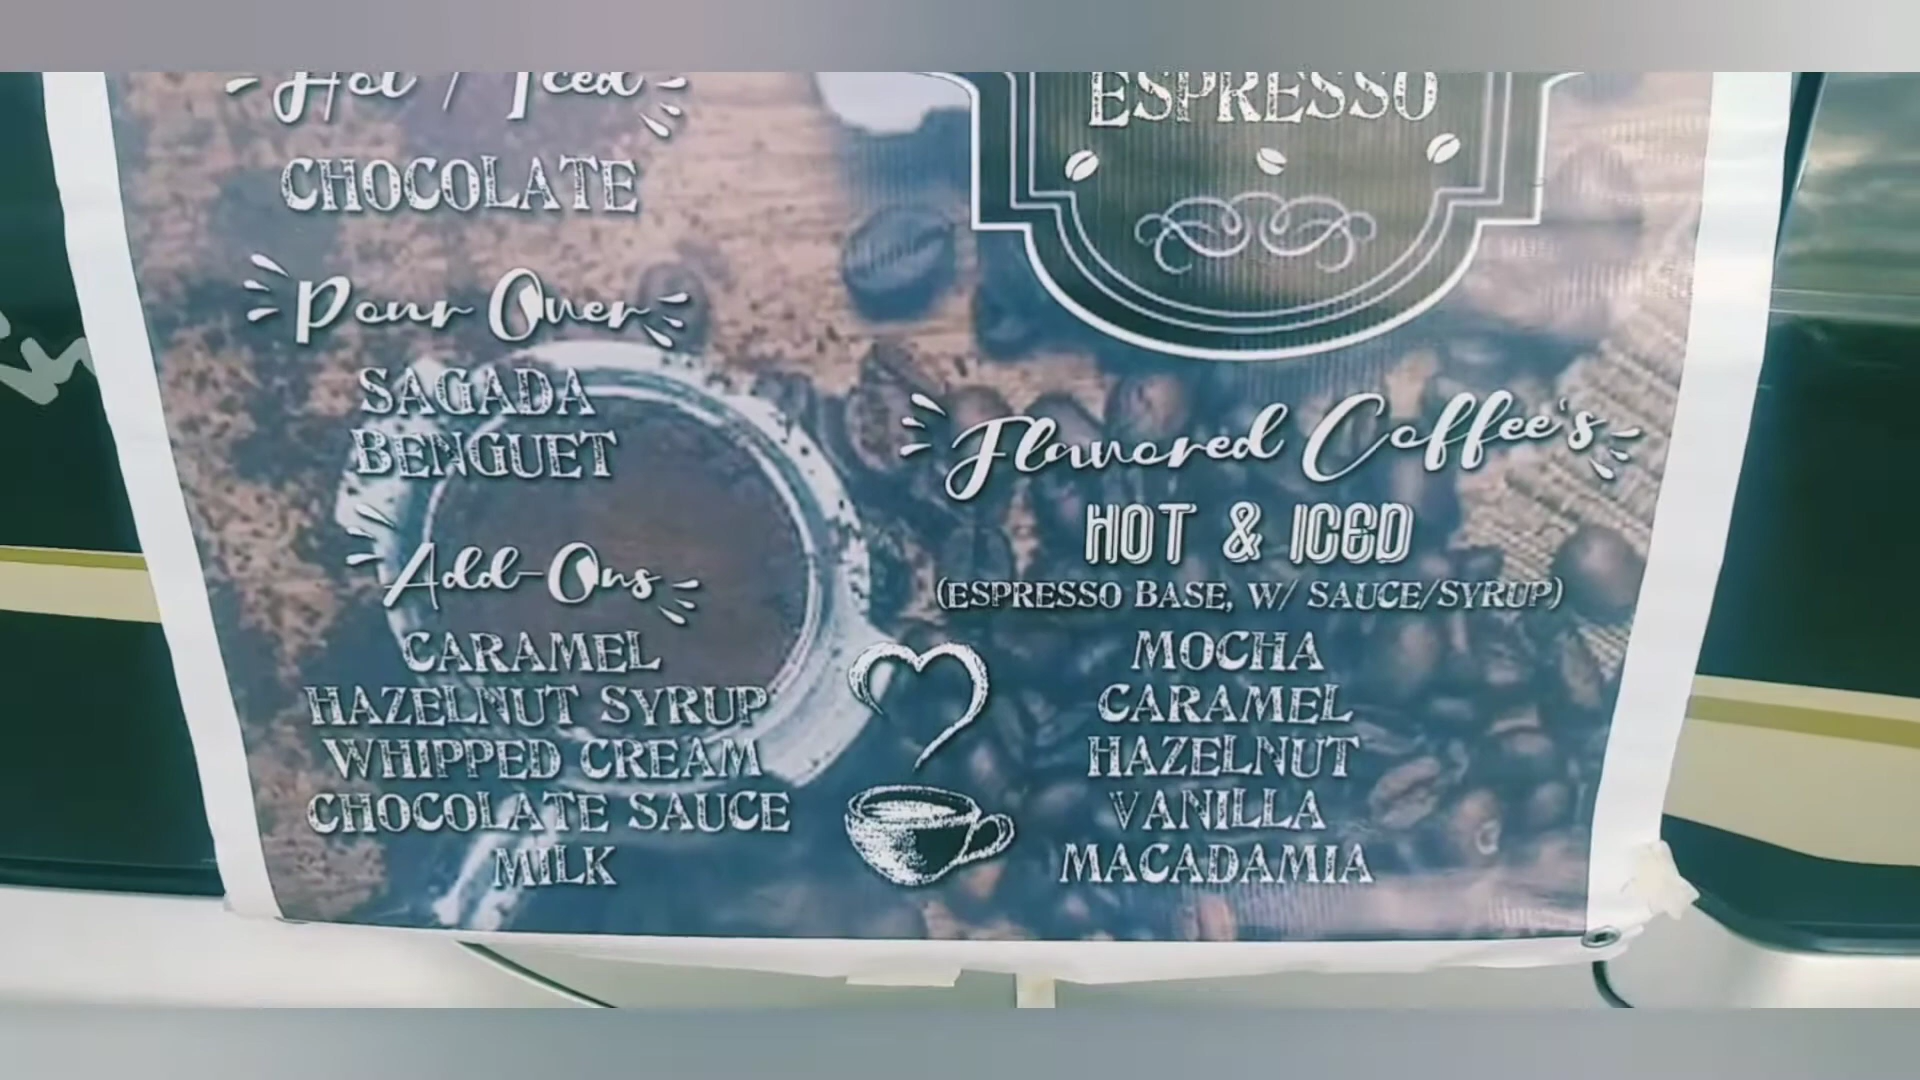 Hot / Iced
CHOCOLATE
Pour Over
SAGADA
BENGUET
Add-Ons
CARAMEL
HAZELNUT SYRUP
WHIPPED CREAM
CHOCOLATE SAUCE
MILK
ESPRESSO
Flavored Coffee's
HOT & ICED
(ESPRESSO BASE, W/ SAUCE/SYRUP)
MOCHA
CARAMEL
HAZELNUT
VANILLA
MACADAMIA